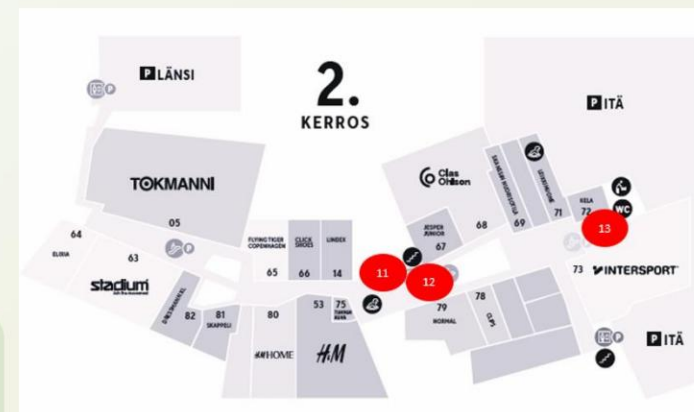 P LÄNSI
2.
KERROS
P ITÄ
TOKMANNI
05
64
ELIXIA
63
stadium
82
81
SKAPPELI
FLYING TIGER
COPENHAGEN
65
CLICK
SHOES
66
LINDEX
14
80
H&M HOME
53
H&M
75
Clas
Ohlson
JESPER
JUNIOR
67
68
69
71
KELA
72
WC
11
12
13
79
NORMAL
78
CLIPS
73
INTERSPORT
P ITÄ